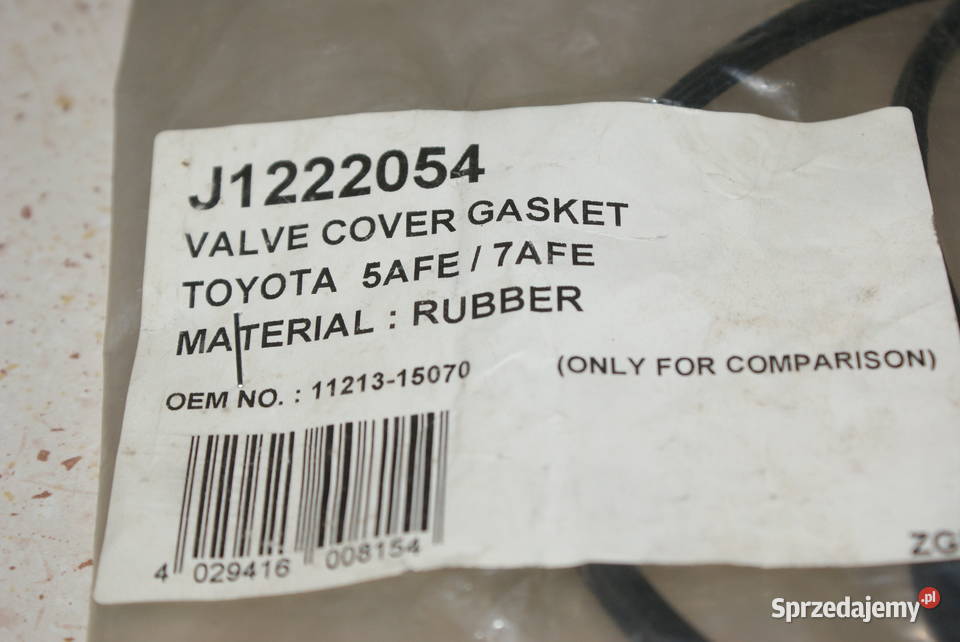 J1222054
VALVE COVER GASKET
TOYOTA 5AFE / 7AFE
MATERIAL : RUBBER
OEM NO. : 11213-15070 (ONLY FOR COMPARISON)
4 029416 008154
Sprzedajemy.pl